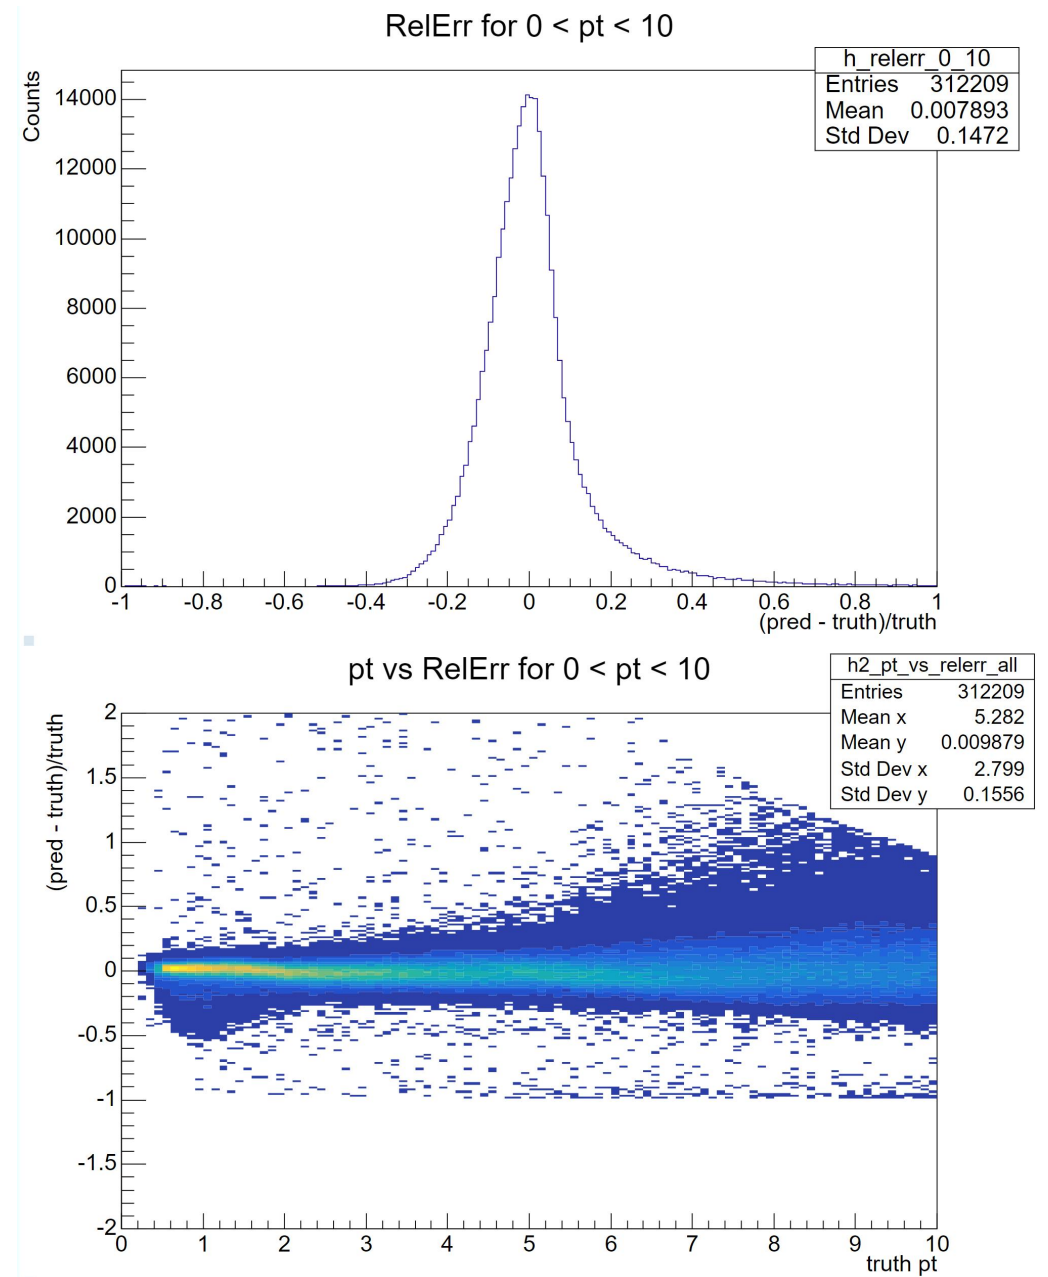 RelErr for 0 < pt < 10
h_relerr_0_10
Entries 312209
Mean 0.007893
Std Dev 0.1472
Counts
14000
12000
10000
8000
6000
4000
2000
0
-1 -0.8 -0.6 -0.4 -0.2 0 0.2 0.4 0.6 0.8 1
(pred - truth)/truth
pt vs RelErr for 0 < pt < 10
h2_pt_vs_relerr_all
Entries 312209
Mean x 5.282
Mean y 0.009879
Std Dev x 2.799
Std Dev y 0.1556
(pred - truth)/truth
2
1.5
1
0.5
0
-0.5
-1
-1.5
-2
0 1 2 3 4 5 6 7 8 9 10
truth pt